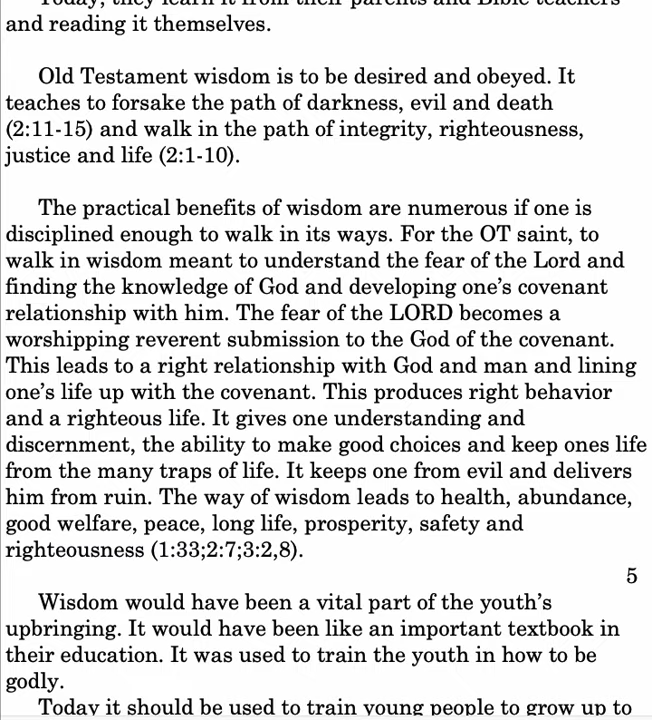 Today, they learn it from their parents and Bible teachers
and reading it themselves.
Old Testament wisdom is to be desired and obeyed. It
teaches to forsake the path of darkness, evil and death
(2:11-15) and walk in the path of integrity, righteousness,
justice and life (2:1-10).
The practical benefits of wisdom are numerous if one is
disciplined enough to walk in its ways. For the OT saint, to
walk in wisdom meant to understand the fear of the Lord and
finding the knowledge of God and developing one’s covenant
relationship with him. The fear of the LORD becomes a
worshipping reverent submission to the God of the covenant.
This leads to a right relationship with God and man and lining
one’s life up with the covenant. This produces right behavior
and a righteous life. It gives one understanding and
discernment, the ability to make good choices and keep ones life
from the many traps of life. It keeps one from evil and delivers
him from ruin. The way of wisdom leads to health, abundance,
good welfare, peace, long life, prosperity, safety and
righteousness (1:33;2:7;3:2,8).
5
Wisdom would have been a vital part of the youth’s
upbringing. It would have been like an important textbook in
their education. It was used to train the youth in how to be
godly.
Today it should be used to train young people to grow up to